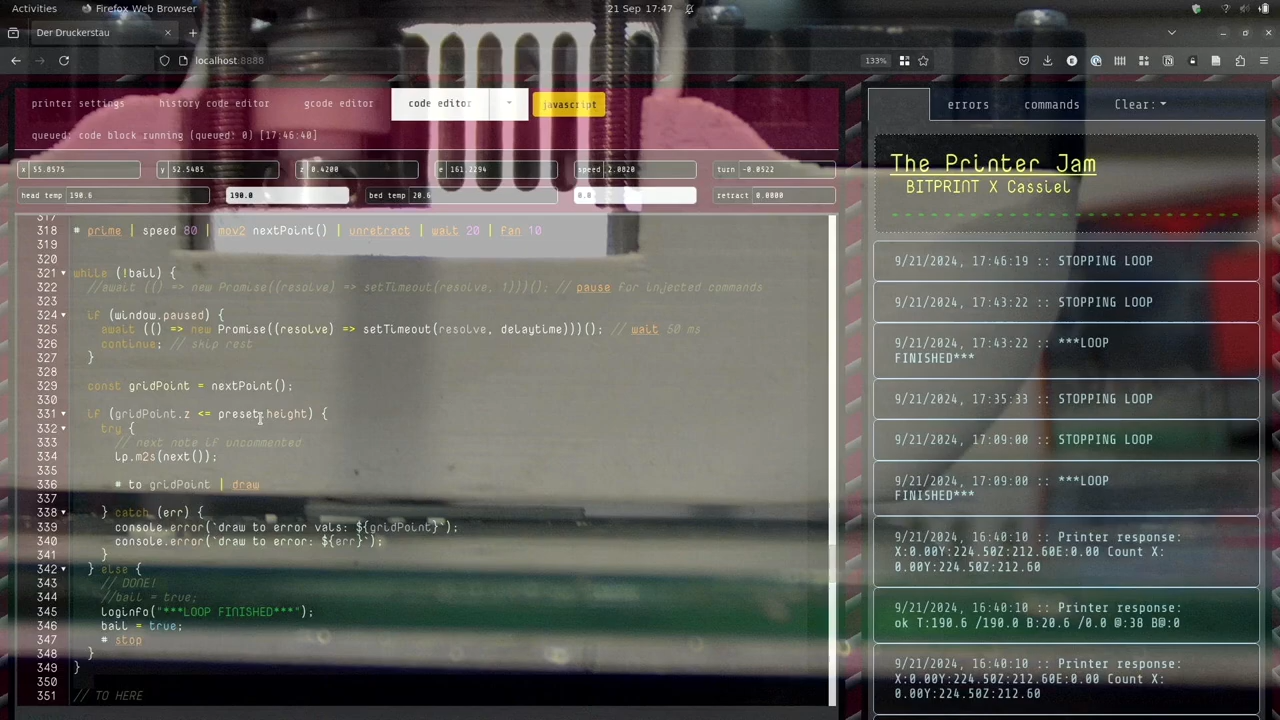 Activities Firefox Web Browser 21 Sep 17:47
Der Druckerstau
localhost:8888 133%
printer settings history code editor gcode editor code editor javascript
queued: code block running (queued: 0) [17:46:40]
x 55.8575 y 52.5485 z 0.4200 e 161.2294 speed 2.0820 turn -0.0522
head temp 190.6 190.0 bed temp 20.6 0.0 retract 0.0000
317
318 # prime | speed 80 | mov2 nextPoint() | unretract | wait 20 | fan 10
319
320
321 while (!bail) {
322 //await (() => new Promise((resolve) => setTimeout(resolve, 1)))(); // pause for injected commands
323
324 if (window.paused) {
325 await (() => new Promise((resolve) => setTimeout(resolve, delaytime)))(); // wait 50 ms
326 continue; // skip rest
327 }
328
329 const gridPoint = nextPoint();
330
331 if (gridPoint.z <= preset.height) {
332 try {
333 // next note if uncommented
334 lp.m2s(next());
335
336 # to gridPoint | draw
337
338 } catch (err) {
339 console.error(`draw to error vals: ${gridPoint}`);
340 console.error(`draw to error: ${err}`);
341 }
342 } else {
343 // DONE!
344 //bail = true;
345 loginfo("***LOOP FINISHED***");
346 bail = true;
347 # stop
348 }
349 }
350
351 // TO HERE
errors commands Clear:
The Printer Jam
BITPRINT X Cassiel
9/21/2024, 17:46:19 :: STOPPING LOOP
9/21/2024, 17:43:22 :: STOPPING LOOP
9/21/2024, 17:43:22 :: ***LOOP
FINISHED***
9/21/2024, 17:35:33 :: STOPPING LOOP
9/21/2024, 17:09:00 :: STOPPING LOOP
9/21/2024, 17:09:00 :: ***LOOP
FINISHED***
9/21/2024, 16:40:10 :: Printer response:
X:0.00Y:224.50Z:212.60E:0.00 Count X:
0.00Y:224.50Z:212.60
9/21/2024, 16:40:10 :: Printer response:
ok T:190.6 /190.0 B:20.6 /0.0 @:38 B@:0
9/21/2024, 16:40:10 :: Printer response:
X:0.00Y:224.50Z:212.60E:0.00 Count X:
0.00Y:224.50Z:212.60